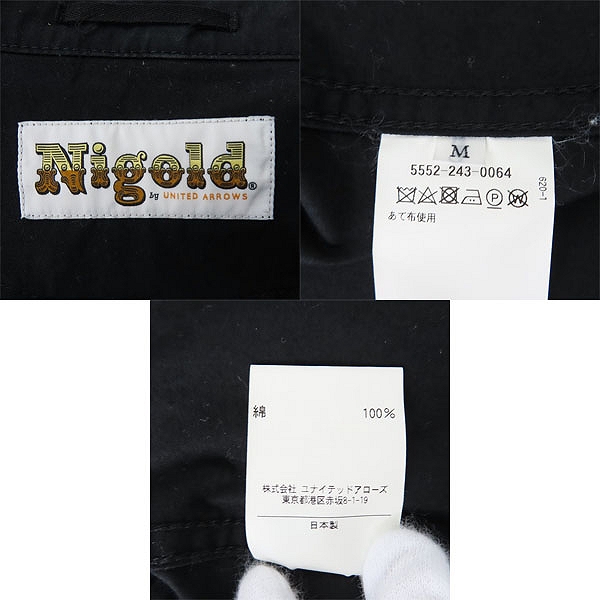 Nigold®
by UNITED ARROWS
M
5552-243-0064
620-1
あて布使用
綿 100%
株式会社 ユナイテッドアローズ
東京都港区赤坂8-1-19
日本製